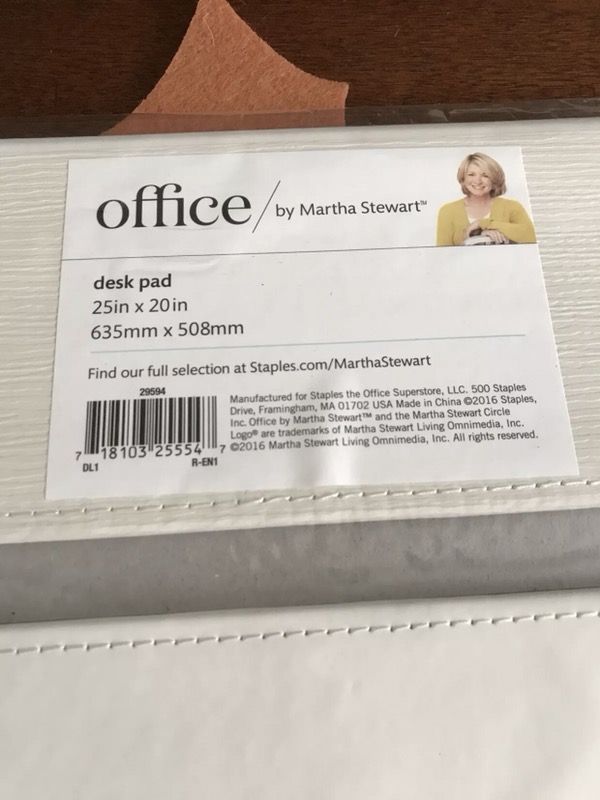 office/by Martha Stewart™
desk pad
25in x 20in
635mm x 508mm
Find our full selection at Staples.com/MarthaStewart
29594
7 18103 25554 7
DL1 R-EN1
Manufactured for Staples the Office Superstore, LLC. 500 Staples
Drive, Framingham, MA 01702 USA Made in China ©2016 Staples,
Inc. Office by Martha Stewart™ and the Martha Stewart Circle
Logo® are trademarks of Martha Stewart Living Omnimedia, Inc.
©2016 Martha Stewart Living Omnimedia, Inc. All rights reserved.